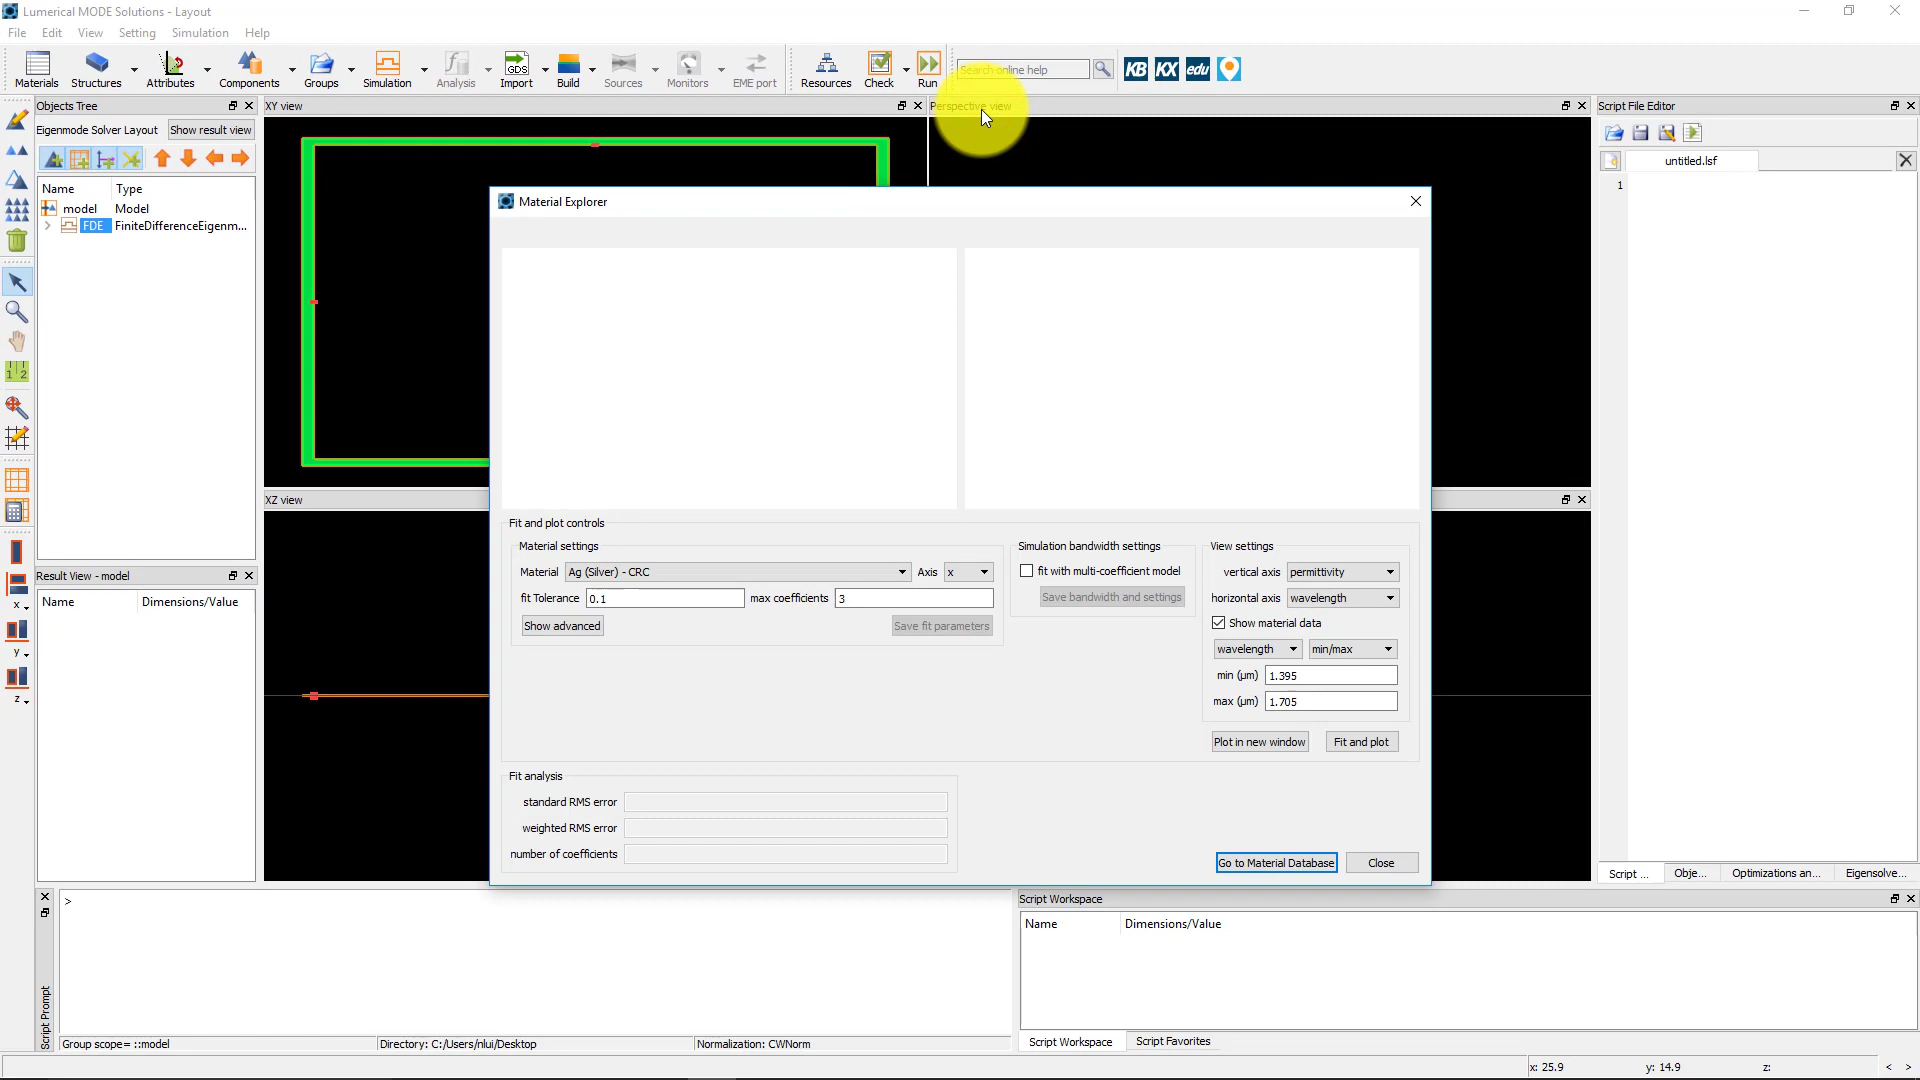 Lumerical MODE Solutions - Layout
File Edit View Setting Simulation Help
Materials Structures Attributes Components Groups Simulation Analysis GDS Import Build Sources Monitors EME port Resources Check Run Search online help KB KX edu
Objects Tree
Eigenmode Solver Layout Show result view
Name Type
model Model
FDE FiniteDifferenceEigenm...
XY view
Perspective view
XZ view
Material Explorer
Fit and plot controls
Material settings
Material Ag (Silver) - CRC Axis x
fit Tolerance 0.1 max coefficients 3
Show advanced Save fit parameters
Simulation bandwidth settings
fit with multi-coefficient model
Save bandwidth and settings
View settings
vertical axis permittivity
horizontal axis wavelength
Show material data
wavelength min/max
min (µm) 1.395
max (µm) 1.705
Plot in new window Fit and plot
Fit analysis
standard RMS error
weighted RMS error
number of coefficients
Go to Material Database Close
Script File Editor
untitled.lsf
1
Script ... Obje... Optimizations an... Eigensolve...
Result View - model
Name Dimensions/Value
x
y
z
Script Prompt
>
Group scope= ::model Directory: C:/Users/nlui/Desktop Normalization: CWNorm
Script Workspace
Name Dimensions/Value
Script Workspace Script Favorites
x: 25.9 y: 14.9 z: < >